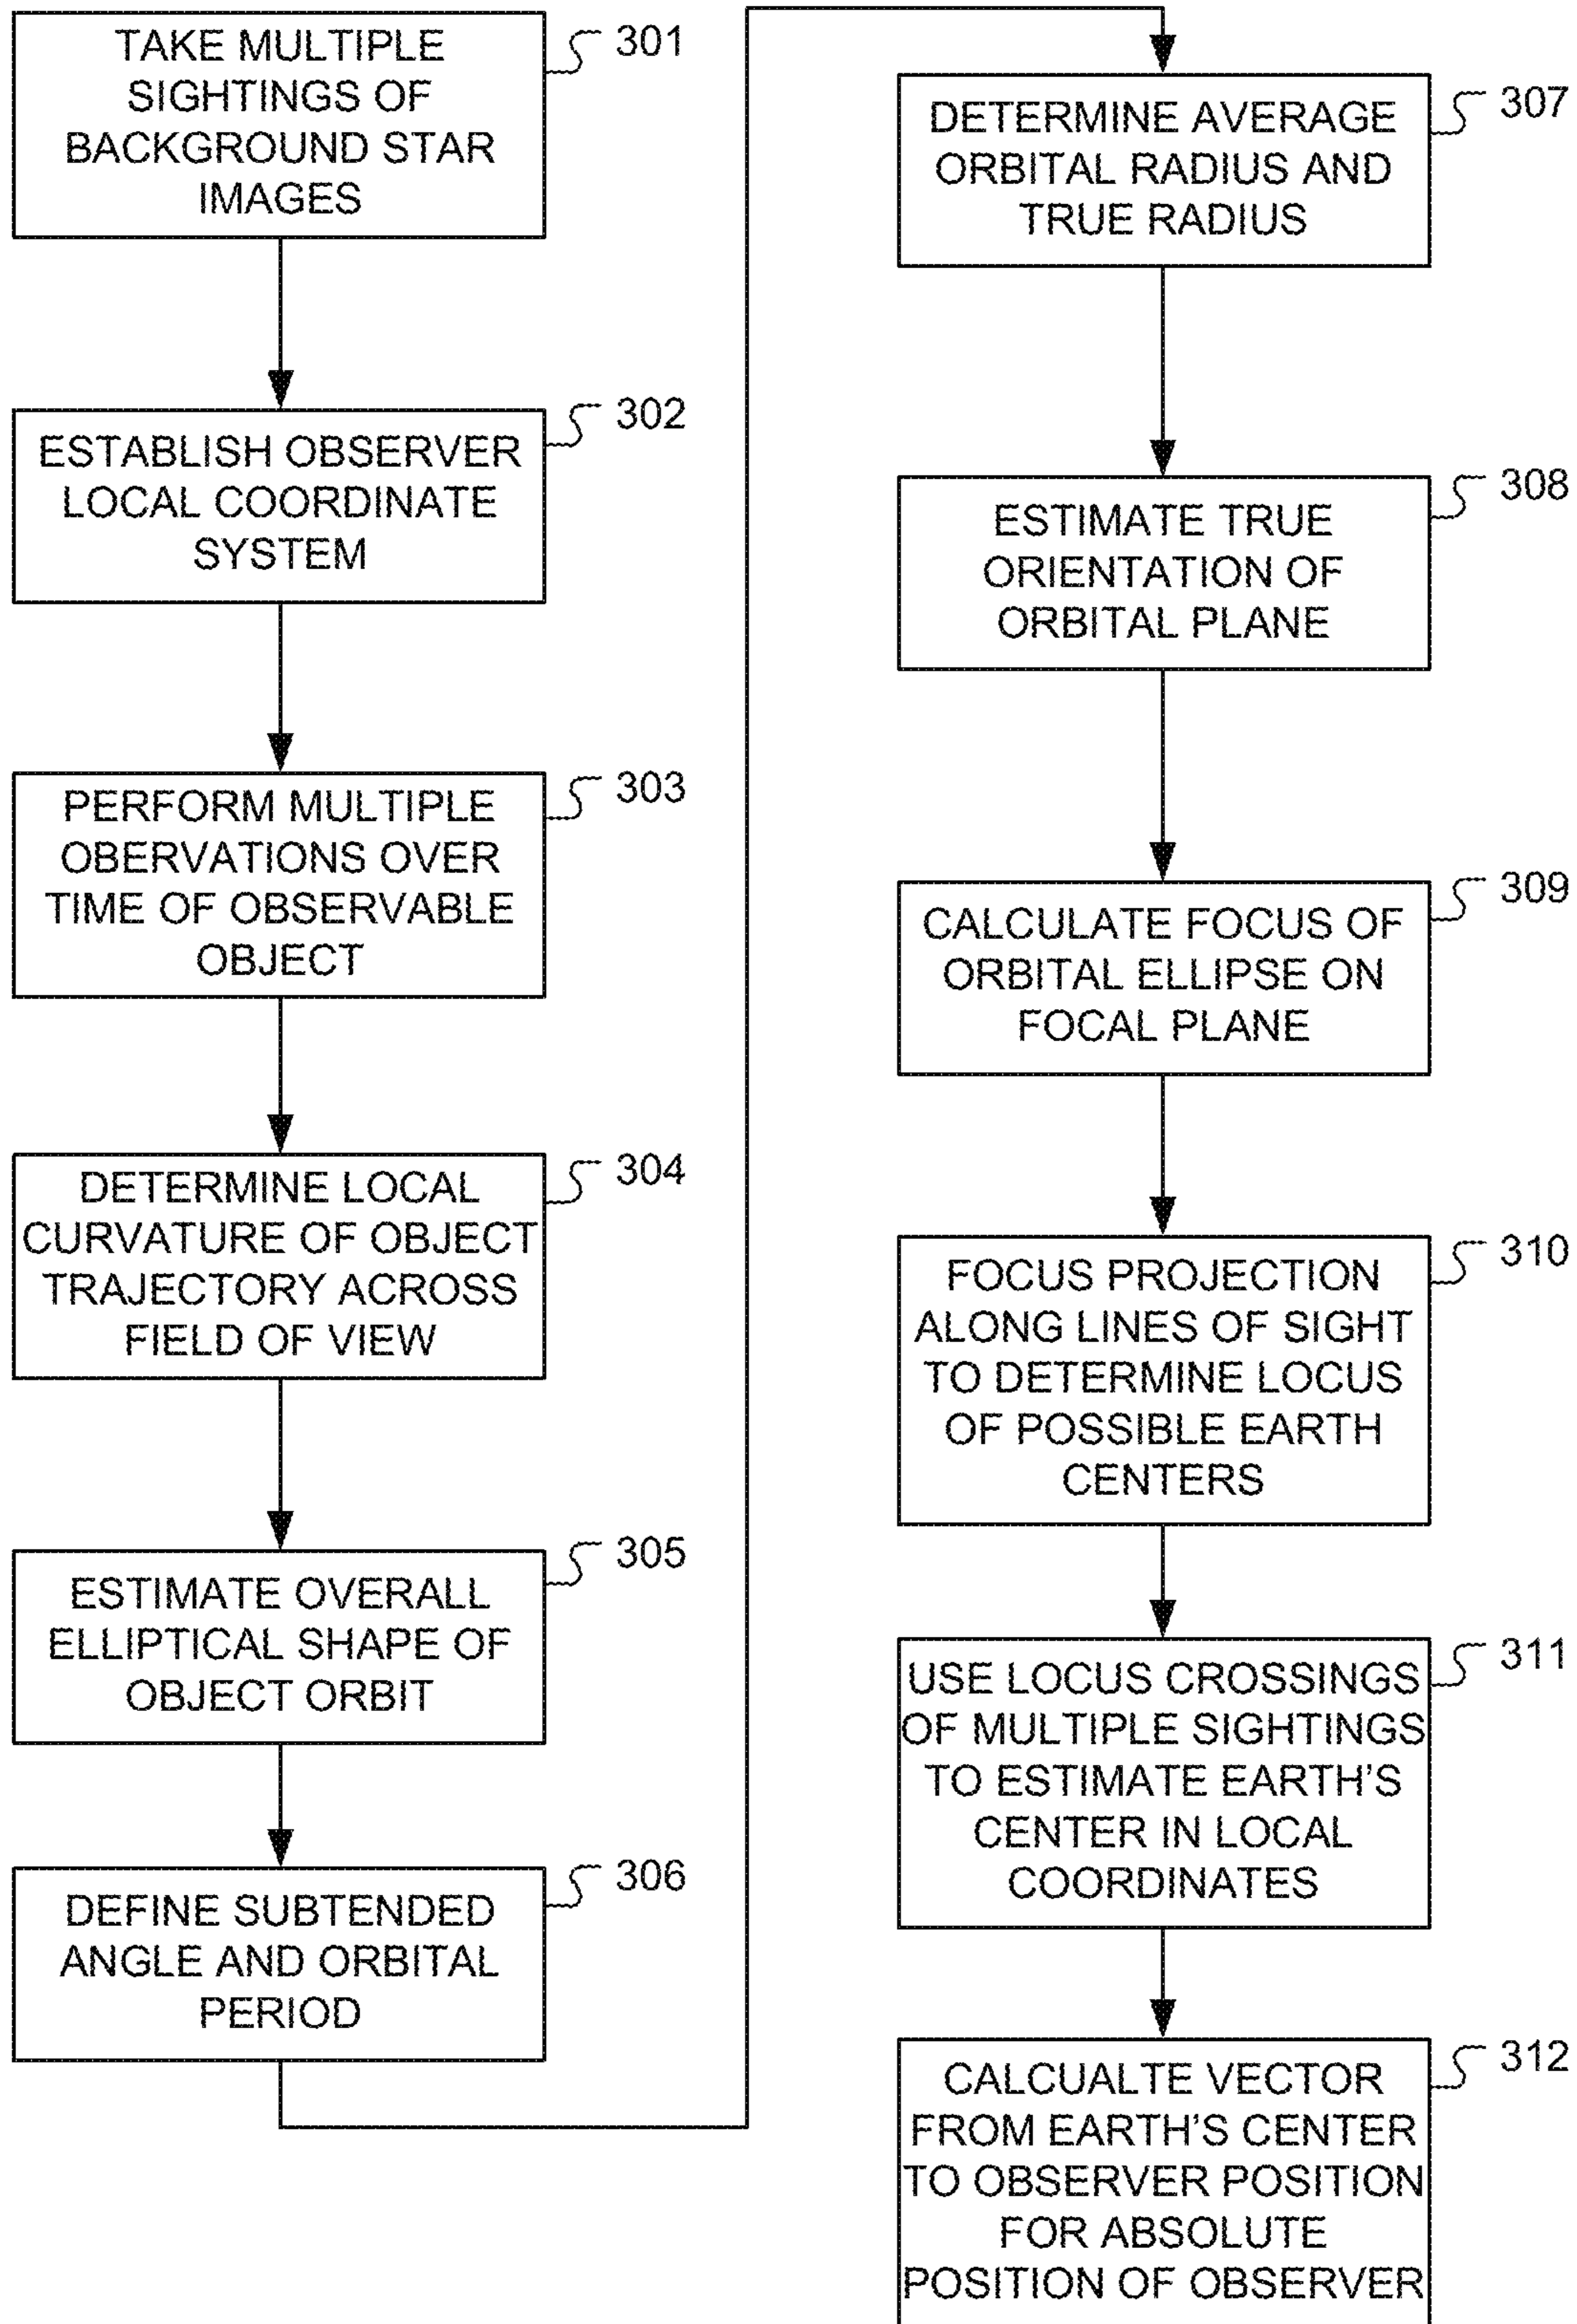 TAKE MULTIPLE
SIGHTINGS OF
BACKGROUND STAR
IMAGES
301
ESTABLISH OBSERVER
LOCAL COORDINATE
SYSTEM
302
PERFORM MULTIPLE
OBERVATIONS OVER
TIME OF OBSERVABLE
OBJECT
303
DETERMINE LOCAL
CURVATURE OF OBJECT
TRAJECTORY ACROSS
FIELD OF VIEW
304
ESTIMATE OVERALL
ELLIPTICAL SHAPE OF
OBJECT ORBIT
305
DEFINE SUBTENDED
ANGLE AND ORBITAL
PERIOD
306
DETERMINE AVERAGE
ORBITAL RADIUS AND
TRUE RADIUS
307
ESTIMATE TRUE
ORIENTATION OF
ORBITAL PLANE
308
CALCULATE FOCUS OF
ORBITAL ELLIPSE ON
FOCAL PLANE
309
FOCUS PROJECTION
ALONG LINES OF SIGHT
TO DETERMINE LOCUS
OF POSSIBLE EARTH
CENTERS
310
USE LOCUS CROSSINGS
OF MULTIPLE SIGHTINGS
TO ESTIMATE EARTH'S
CENTER IN LOCAL
COORDINATES
311
CALCUALTE VECTOR
FROM EARTH'S CENTER
TO OBSERVER POSITION
FOR ABSOLUTE
POSITION OF OBSERVER
312